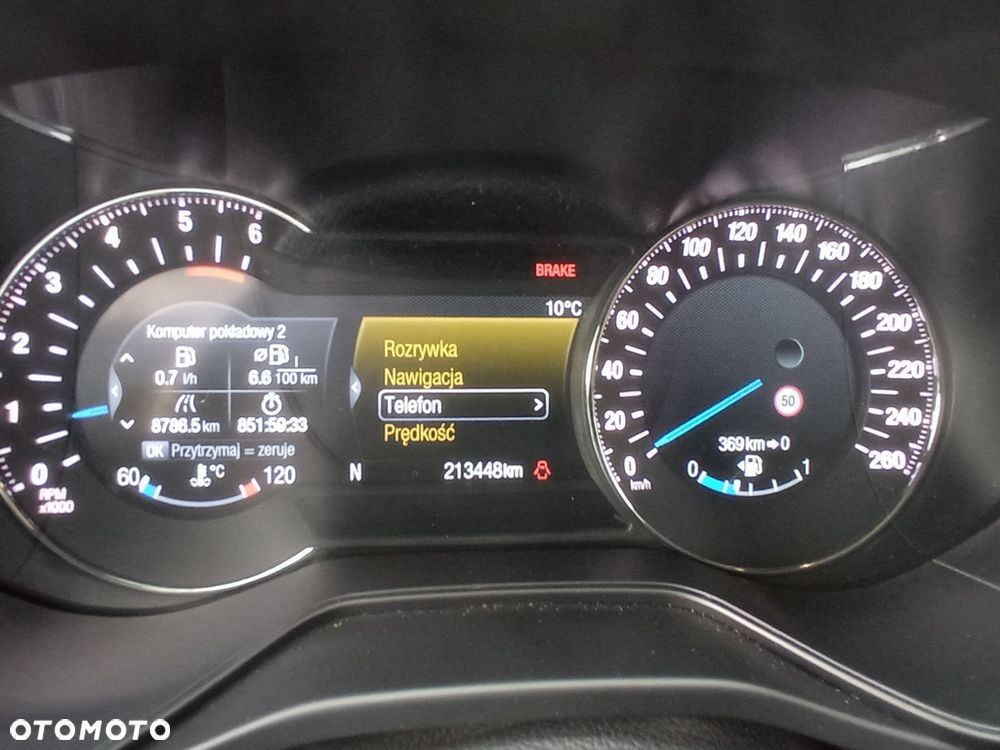 0
1
2
3
4
5
6
RPM
x1000
Komputer pokładowy 2
0.7 l/h
6.6 100 km
8786.5 km
851:59:33
OK Przytrzymaj = zeruje
60 °C 120
BRAKE
10°C
Rozrywka
Nawigacja
Telefon >
Prędkość
N
213448km
0
20
40
60
80
100
120
140
160
180
200
220
240
260
km/h
50
369km→0
0 1
OTOMOTO